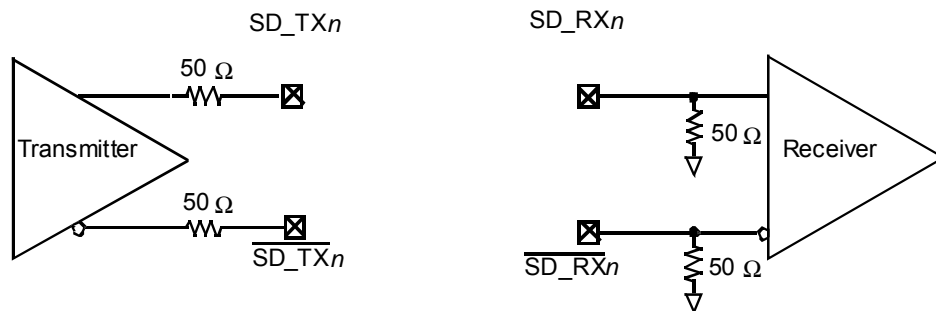 SD_TXn
SD_RXn
50 Ω
Transmitter
50 Ω
Receiver
50 Ω
SD_TXn
SD_RXn
50 Ω